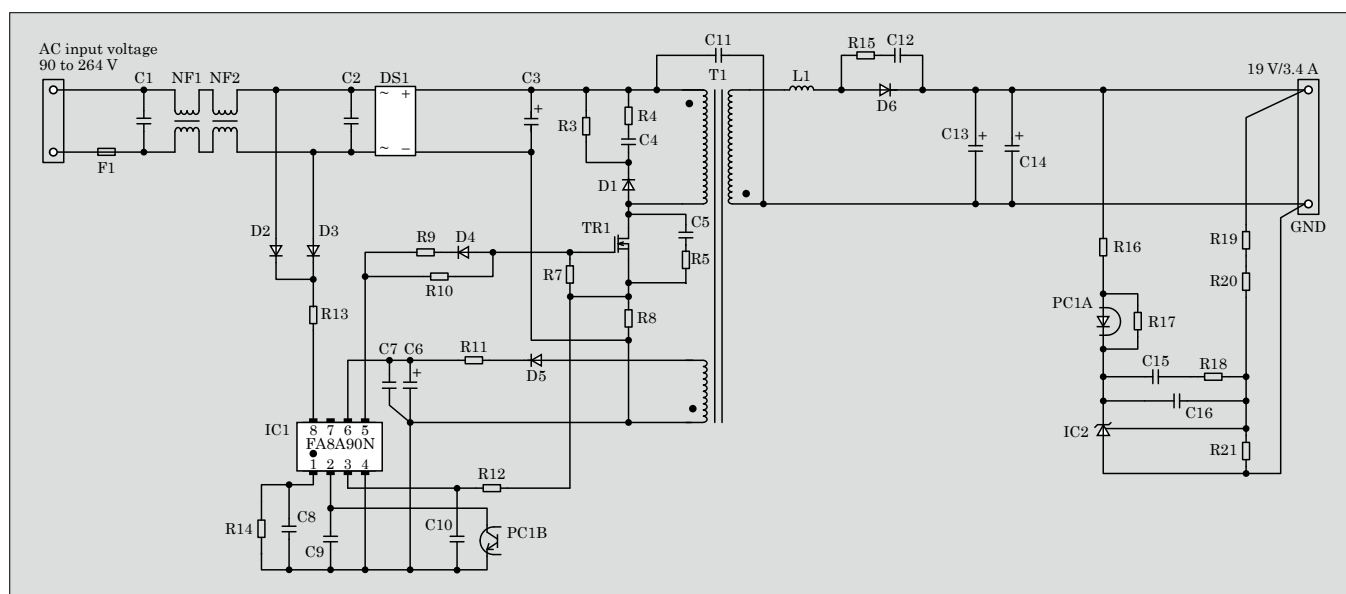 AC input voltage
90 to 264 V
C1
NF1
NF2
C2
DS1
C3
C11
T1
R15
C12
L1
D6
19 V/3.4 A
~
+
~
−
+
F1
R3
R4
C4
D1
C13
+
+
C14
TR1
C5
R5
GND
D2
D3
R9
D4
R7
R10
R8
R16
R19
R20
PC1A
R17
R13
C7
C6
+
R11
D5
C15
R18
C16
IC1
8 7 6 5
FA8A90N
1 2 3 4
IC2
R21
R12
R14
C8
C9
C10
PC1B